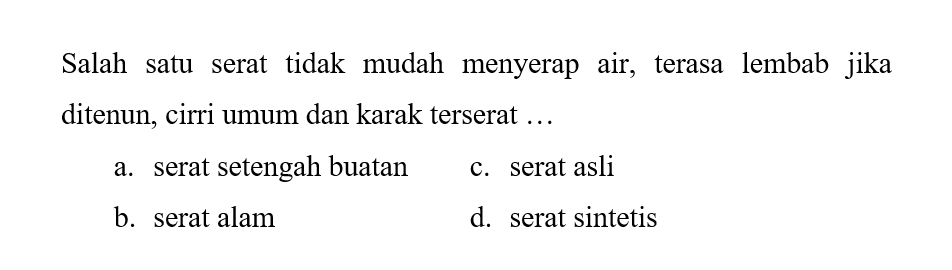 Salah satu serat tidak mudah menyerap air, terasa lembab jika
ditenun, cirri umum dan karak terserat …
a. serat setengah buatan c. serat asli
b. serat alam d. serat sintetis